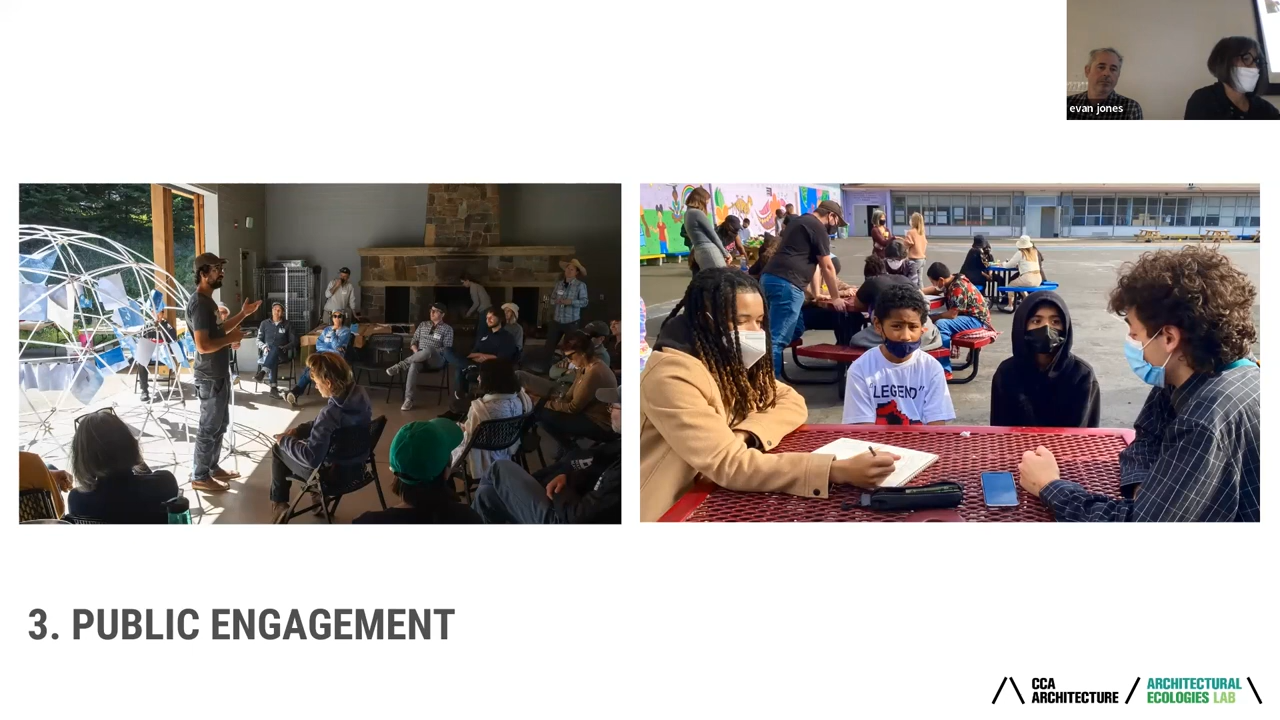 evan jones
"LEGEND"
3. PUBLIC ENGAGEMENT
CCA
ARCHITECTURE
ARCHITECTURAL
ECOLOGIES LAB